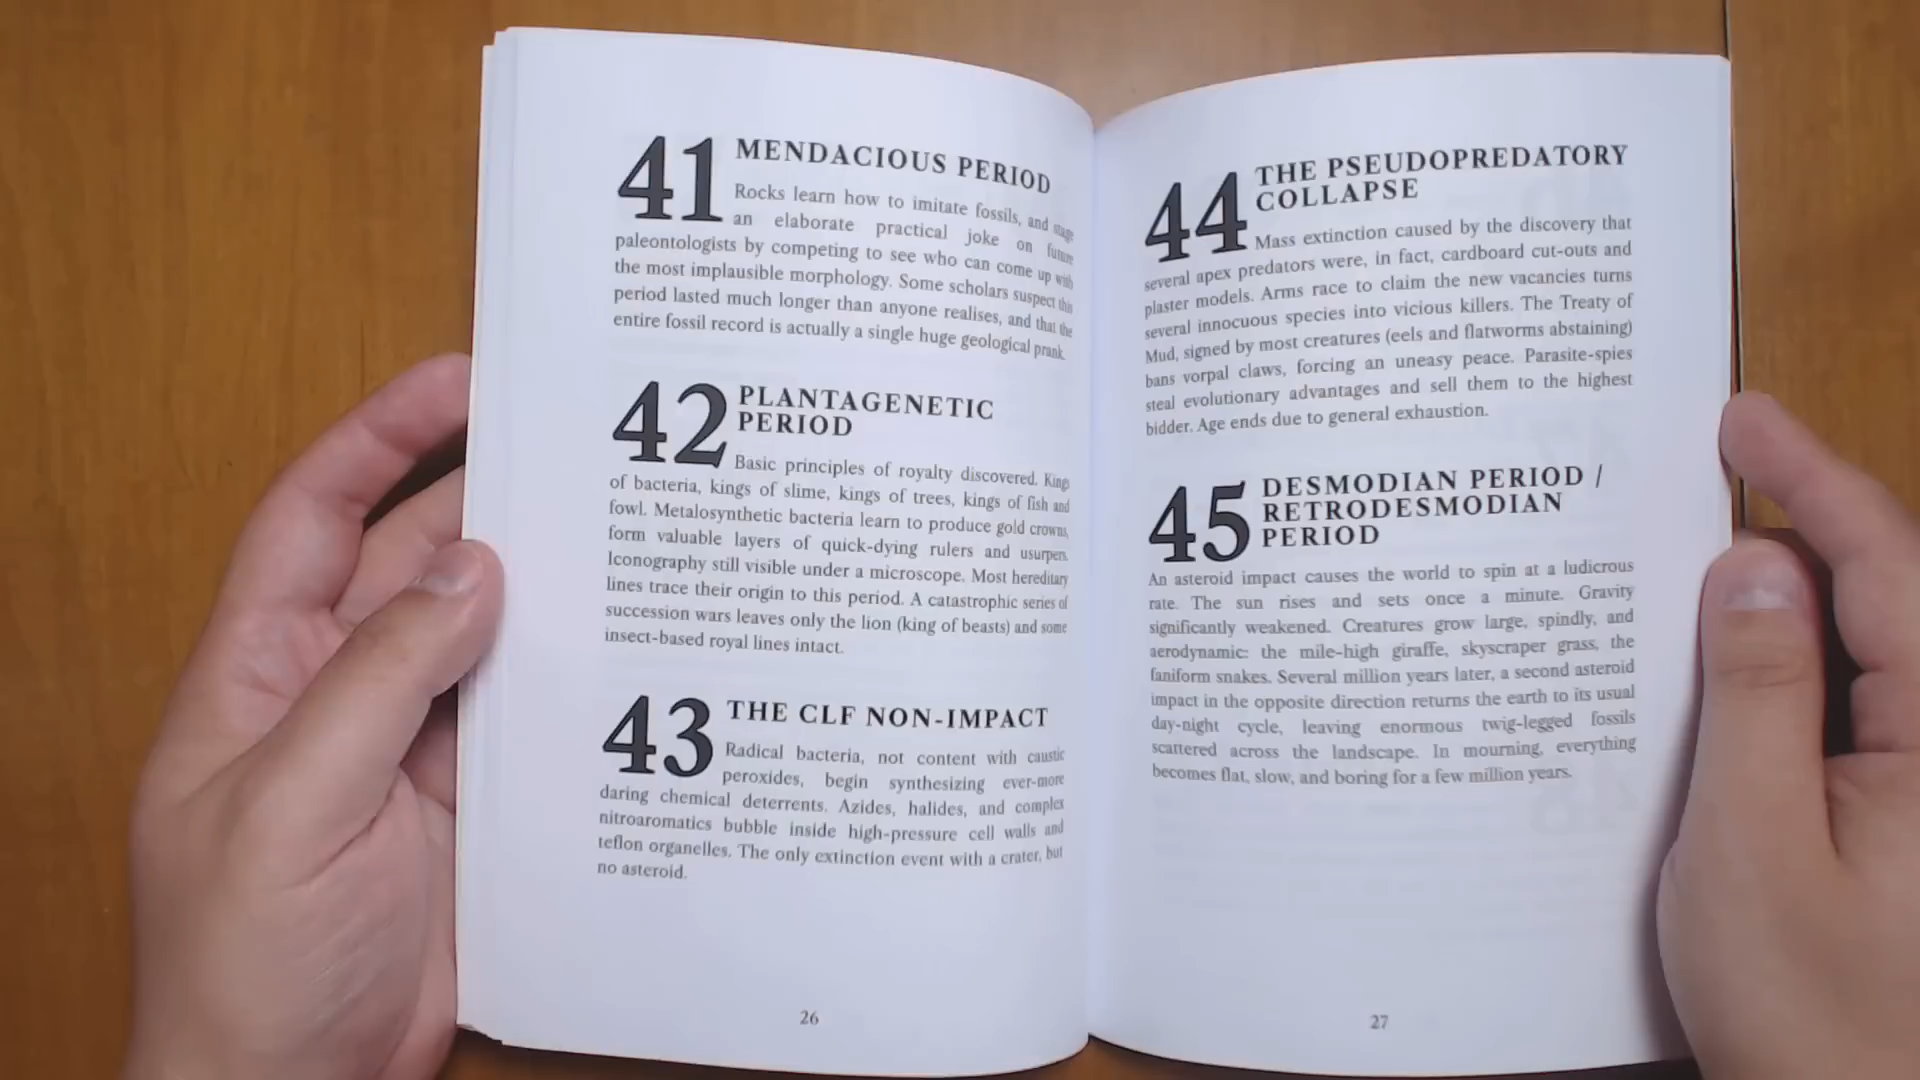 41
MENDACIOUS PERIOD
Rocks learn how to imitate fossils, and stage
an elaborate practical joke on future
paleontologists by competing to see who can come up with
the most implausible morphology. Some scholars suspect this
period lasted much longer than anyone realises, and that the
entire fossil record is actually a single huge geological prank.
42
PLANTAGENETIC
PERIOD
Basic principles of royalty discovered. Kings
of bacteria, kings of slime, kings of trees, kings of fish and
fowl. Metalosynthetic bacteria learn to produce gold crowns,
form valuable layers of quick-dying rulers and usurpers.
Iconography still visible under a microscope. Most hereditary
lines trace their origin to this period. A catastrophic series of
succession wars leaves only the lion (king of beasts) and some
insect-based royal lines intact.
43
THE CLF NON-IMPACT
Radical bacteria, not content with caustic
peroxides, begin synthesizing ever-more
daring chemical deterrents. Azides, halides, and complex
nitroaromatics bubble inside high-pressure cell walls and
teflon organelles. The only extinction event with a crater, but
no asteroid.
26
44
THE PSEUDOPREDATORY
COLLAPSE
Mass extinction caused by the discovery that
several apex predators were, in fact, cardboard cut-outs and
plaster models. Arms race to claim the new vacancies turns
several innocuous species into vicious killers. The Treaty of
Mud, signed by most creatures (eels and flatworms abstaining)
bans vorpal claws, forcing an uneasy peace. Parasite-spies
steal evolutionary advantages and sell them to the highest
bidder. Age ends due to general exhaustion.
45
DESMODIAN PERIOD /
RETRODESMODIAN
PERIOD
An asteroid impact causes the world to spin at a ludicrous
rate. The sun rises and sets once a minute. Gravity
significantly weakened. Creatures grow large, spindly, and
aerodynamic: the mile-high giraffe, skyscraper grass, the
faniform snakes. Several million years later, a second asteroid
impact in the opposite direction returns the earth to its usual
day-night cycle, leaving enormous twig-legged fossils
scattered across the landscape. In mourning, everything
becomes flat, slow, and boring for a few million years.
27